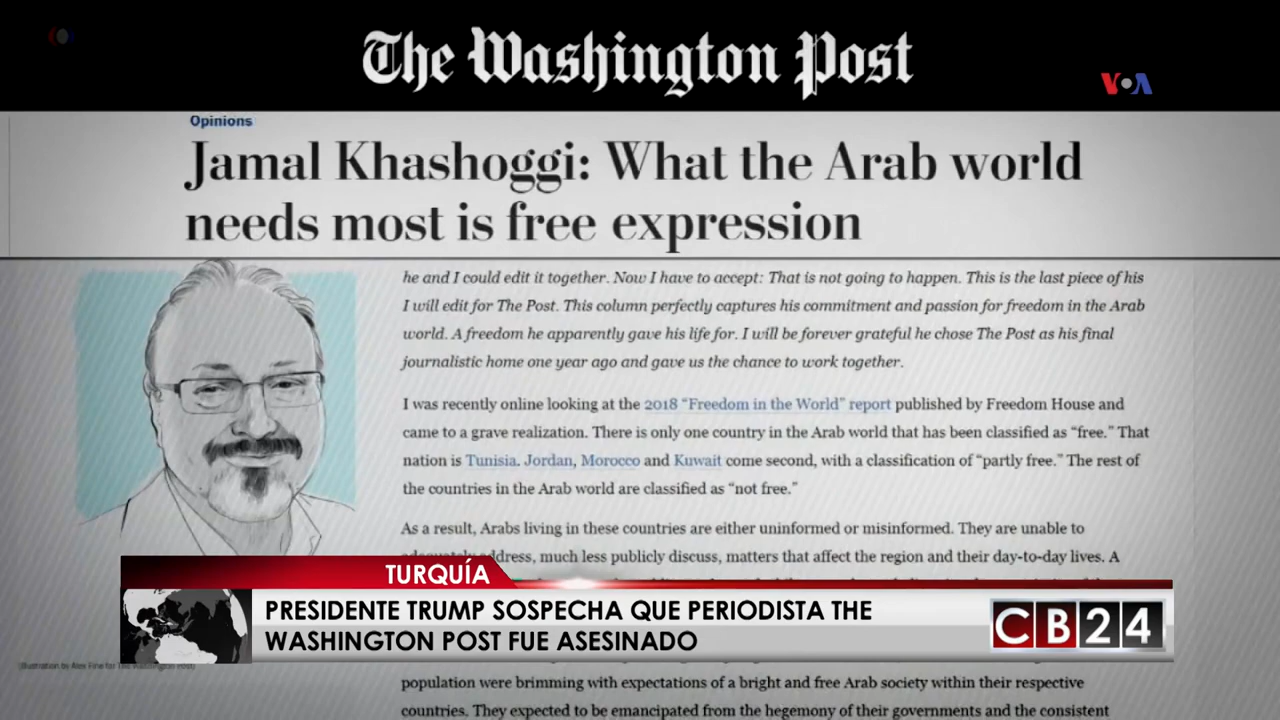 The Washington Post
VOA
Opinions
Jamal Khashoggi: What the Arab world
needs most is free expression
he and I could edit it together. Now I have to accept: That is not going to happen. This is the last piece of his
I will edit for The Post. This column perfectly captures his commitment and passion for freedom in the Arab
world. A freedom he apparently gave his life for. I will be forever grateful he chose The Post as his final
journalistic home one year ago and gave us the chance to work together.
I was recently online looking at the 2018 “Freedom in the World” report published by Freedom House and
came to a grave realization. There is only one country in the Arab world that has been classified as “free.” That
nation is Tunisia. Jordan, Morocco and Kuwait come second, with a classification of “partly free.” The rest of
the countries in the Arab world are classified as “not free.”
As a result, Arabs living in these countries are either uninformed or misinformed. They are unable to
address, much less publicly discuss, matters that affect the region and their day-to-day lives. A
TURQUÍA
PRESIDENTE TRUMP SOSPECHA QUE PERIODISTA THE
WASHINGTON POST FUE ASESINADO
CB24
(Illustration by Alex Fine for The Washington Post)
population were brimming with expectations of a bright and free Arab society within their respective
countries. They expected to be emancipated from the hegemony of their governments and the consistent